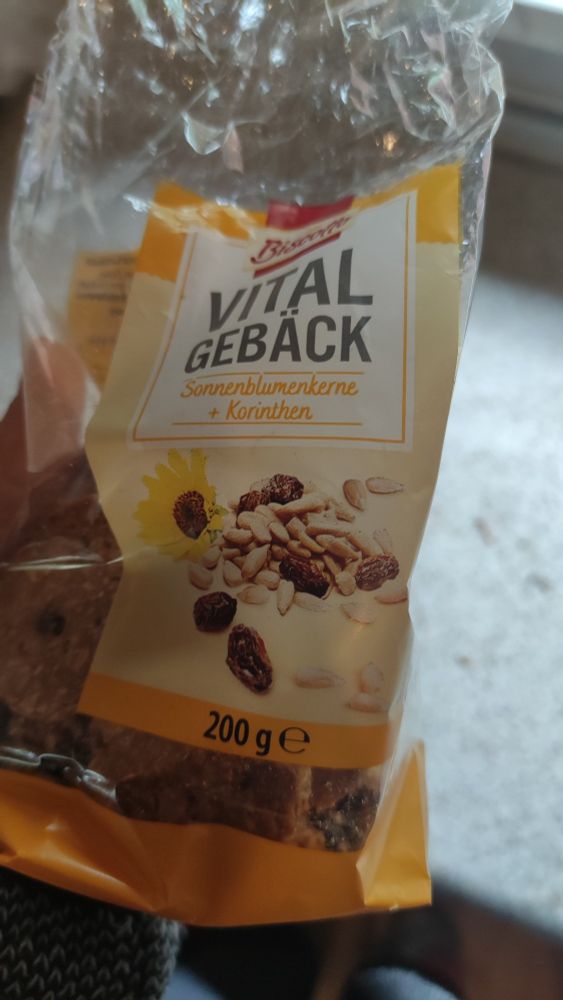 Biscotto
VITAL
GEBÄCK
Sonnenblumenkerne
+ Korinthen
200 g ℮